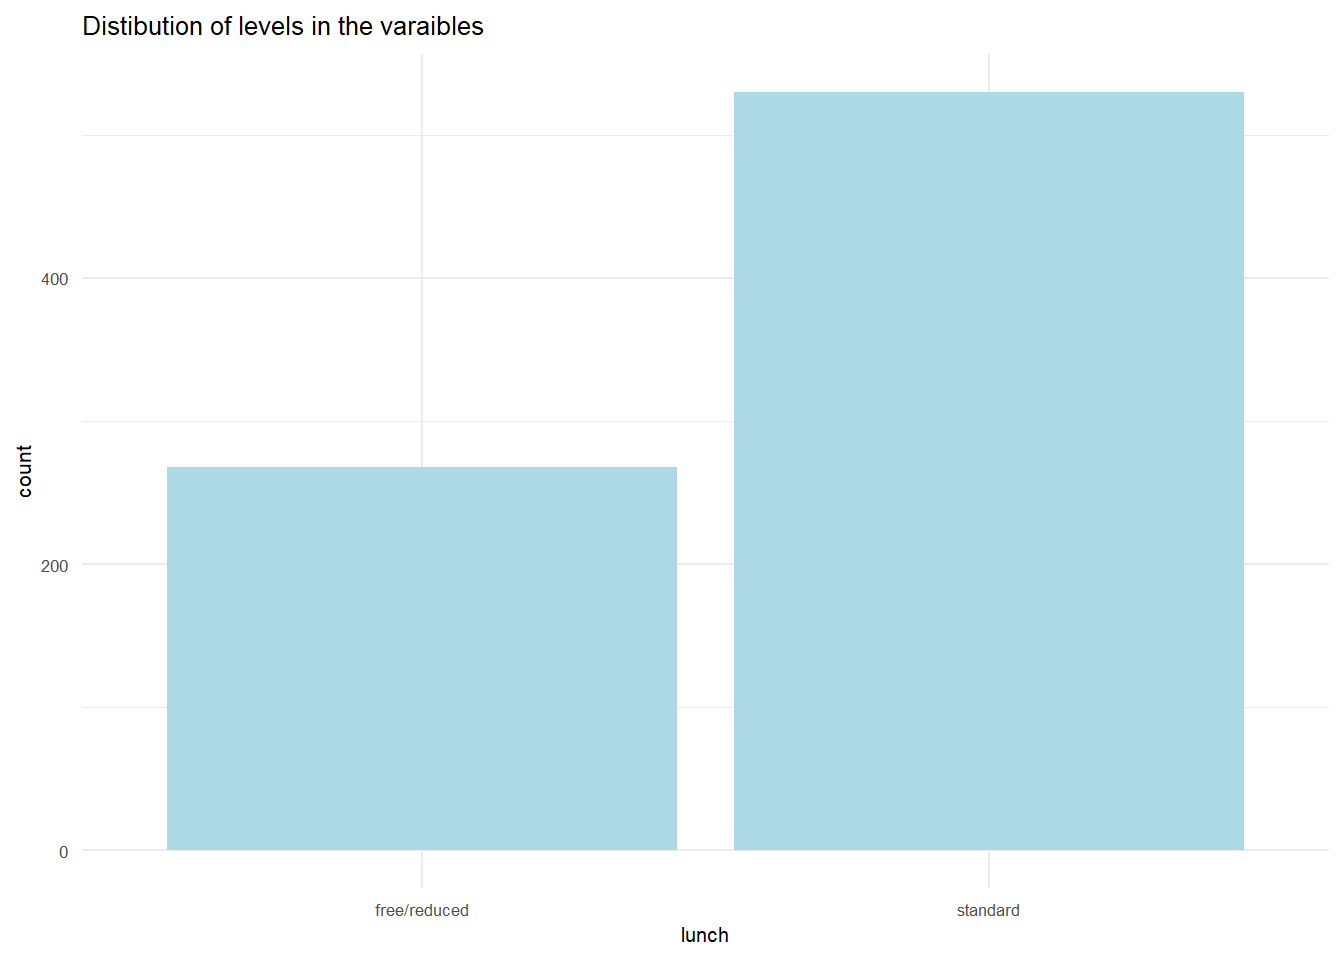 Distibution of levels in the varaibles
count
400
200
0
free/reduced
standard
lunch